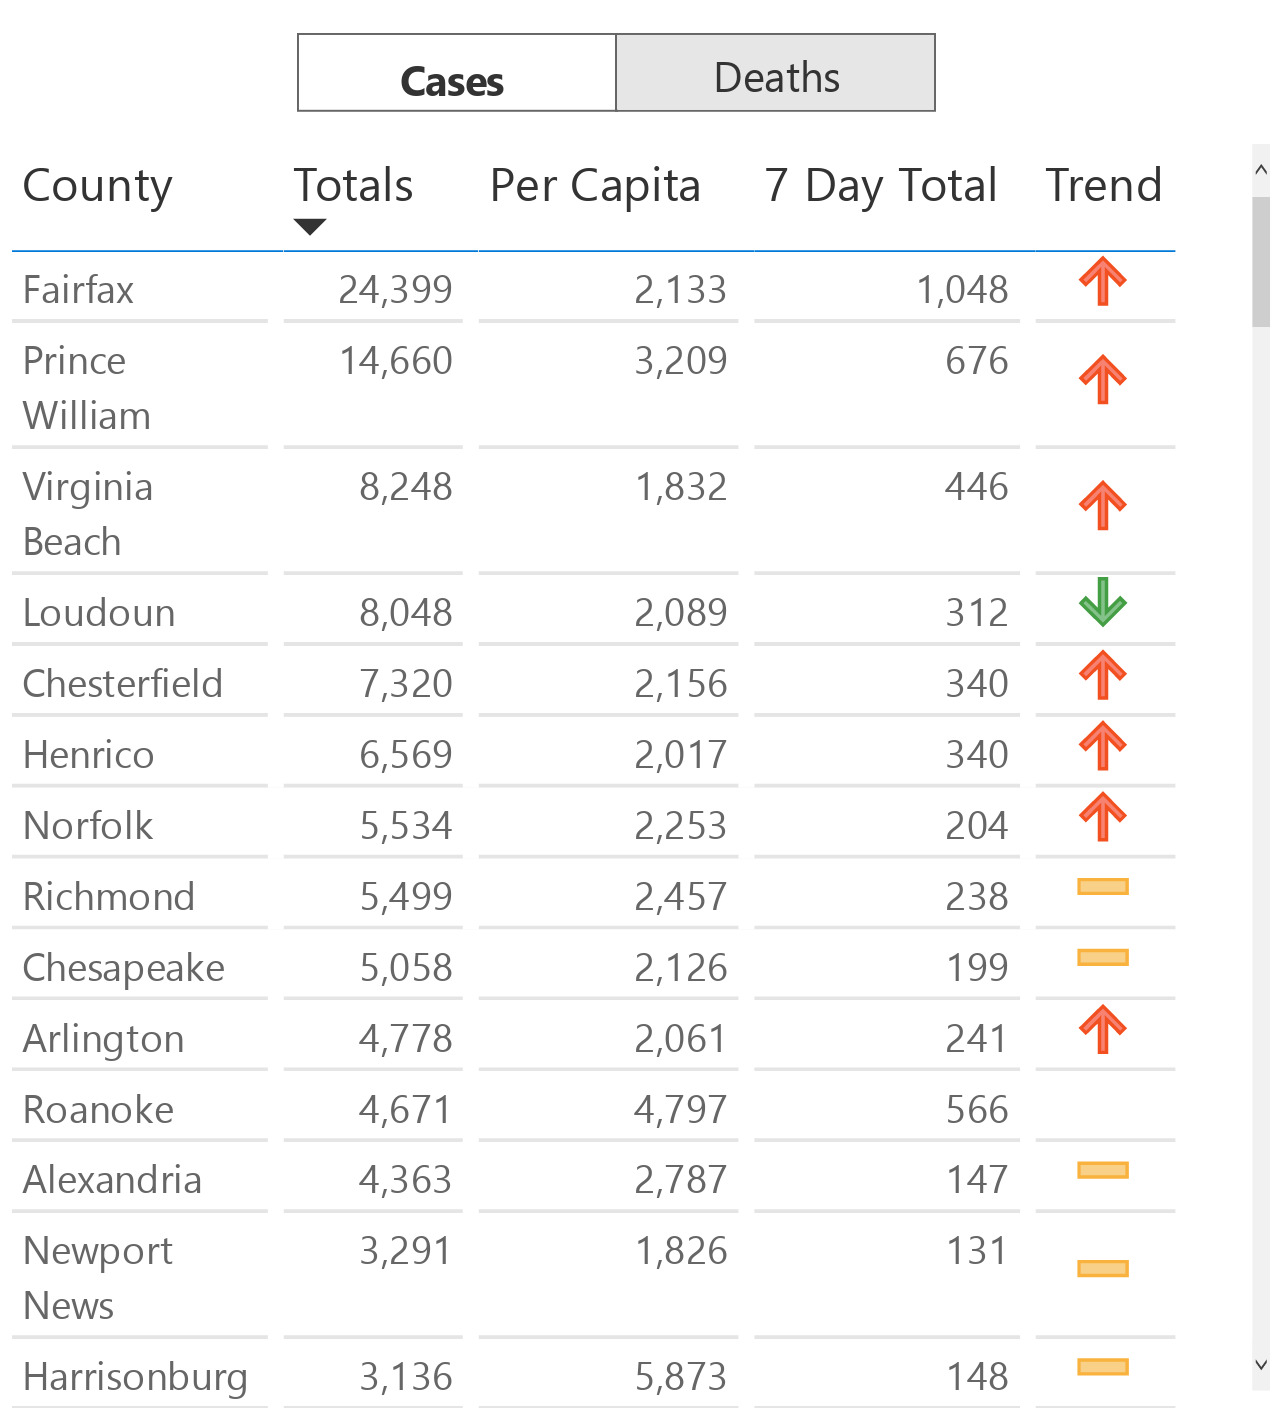 Cases Deaths
County Totals Per Capita 7 Day Total Trend
Fairfax 24,399 2,133 1,048
Prince 14,660 3,209 676
William
Virginia 8,248 1,832 446
Beach
Loudoun 8,048 2,089 312
Chesterfield 7,320 2,156 340
Henrico 6,569 2,017 340
Norfolk 5,534 2,253 204
Richmond 5,499 2,457 238
Chesapeake 5,058 2,126 199
Arlington 4,778 2,061 241
Roanoke 4,671 4,797 566
Alexandria 4,363 2,787 147
Newport 3,291 1,826 131
News
Harrisonburg 3,136 5,873 148